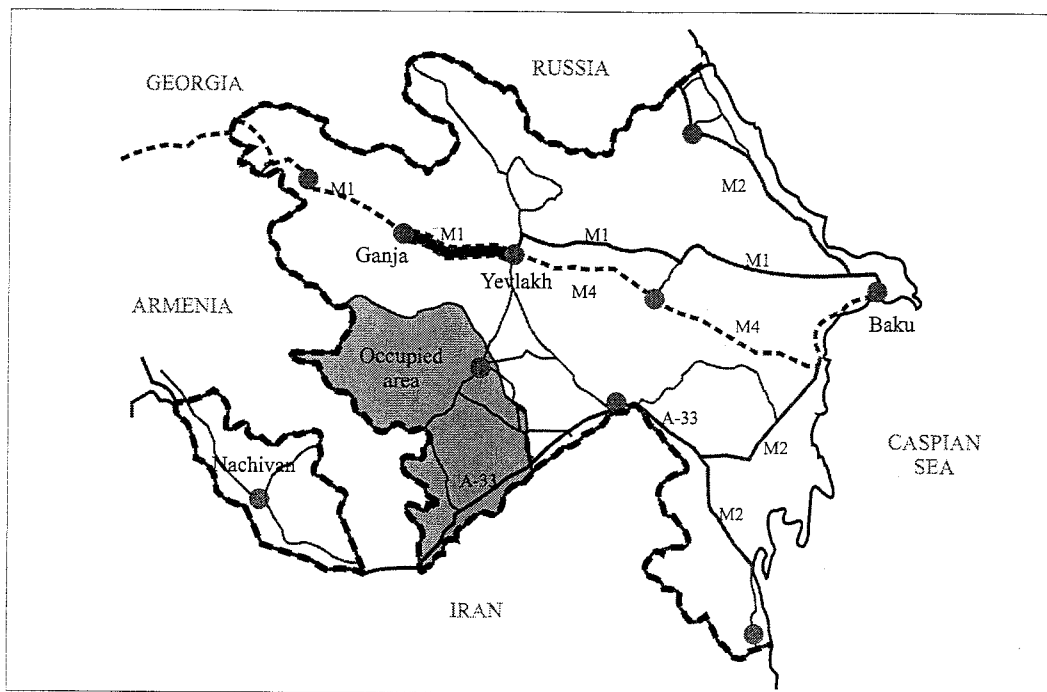 RUSSIA
GEORGIA
M2
M1
M1
M1
Ganja
M1
Yevlakh
M4
ARMENIA
Baku
M4
Occupied
area
A-33
CASPIAN
SEA
M2
Nachivan
A-33
M2
IRAN